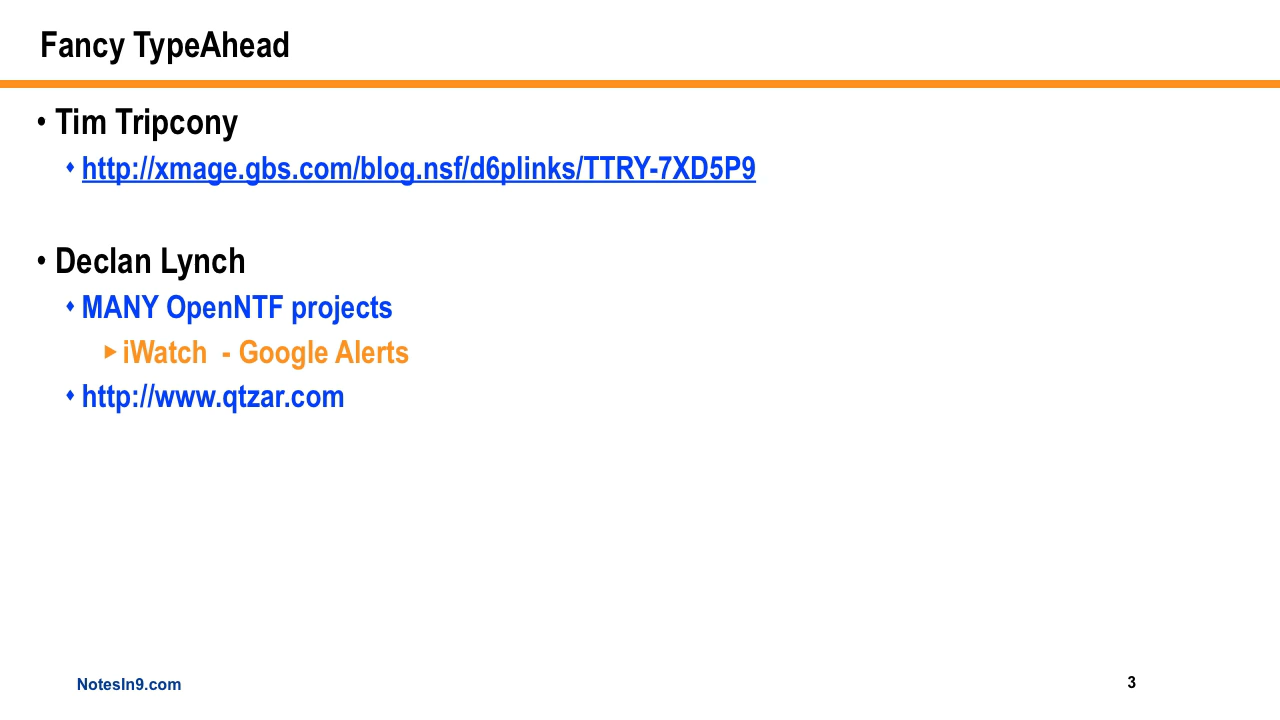 Fancy TypeAhead
• Tim Tripcony
♦ http://xmage.gbs.com/blog.nsf/d6plinks/TTRY-7XD5P9
• Declan Lynch
♦ MANY OpenNTF projects
► iWatch - Google Alerts
♦ http://www.qtzar.com
NotesIn9.com
3